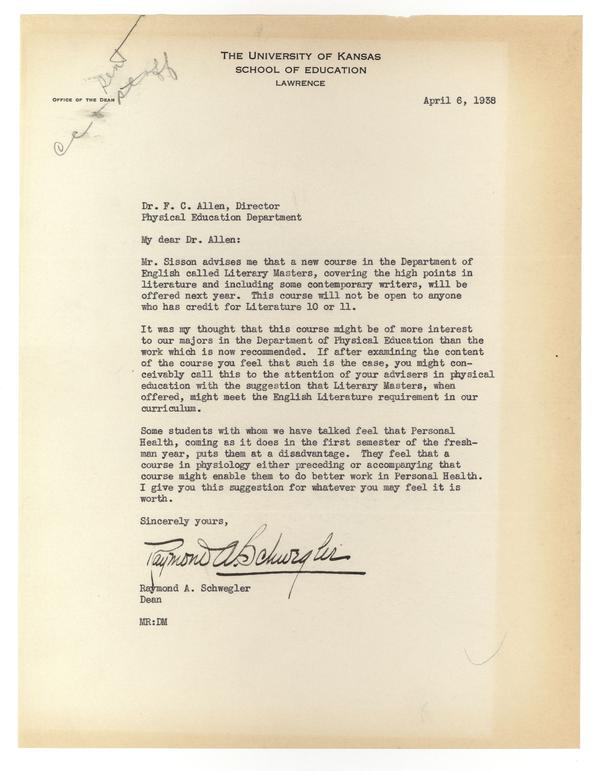 THE UNIVERSITY OF KANSAS
SCHOOL OF EDUCATION
LAWRENCE
OFFICE OF THE DEAN
April 6, 1938
cc
staff
Dr. F. C. Allen, Director
Physical Education Department
My dear Dr. Allen:
Mr. Sisson advises me that a new course in the Department of
English called Literary Masters, covering the high points in
literature and including some contemporary writers, will be
offered next year. This course will not be open to anyone
who has credit for Literature 10 or 11.
It was my thought that this course might be of more interest
to our majors in the Department of Physical Education than the
work which is now recommended. If after examining the content
of the course you feel that such is the case, you might con-
ceivably call this to the attention of your advisers in physical
education with the suggestion that Literary Masters, when
offered, might meet the English Literature requirement in our
curriculum.
Some students with whom we have talked feel that Personal
Health, coming as it does in the first semester of the fresh-
man year, puts them at a disadvantage. They feel that a
course in physiology either preceding or accompanying that
course might enable them to do better work in Personal Health.
I give you this suggestion for whatever you may feel it is
worth.
Sincerely yours,
Raymond A. Schwegler
Raymond A. Schwegler
Dean
MR:DM